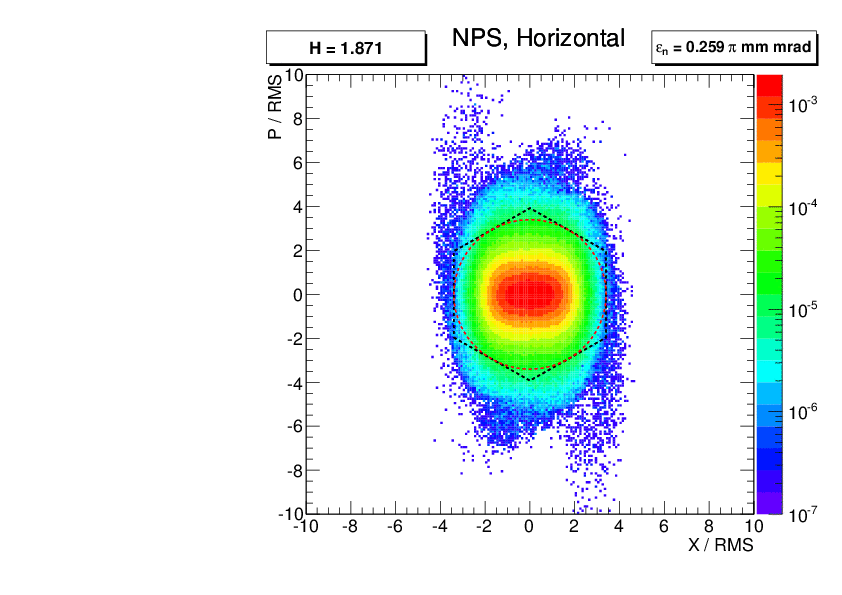 NPS, Horizontal
H = 1.871
εn = 0.259 π mm mrad
P / RMS
10
8
6
4
2
0
-2
-4
-6
-8
-10
-10 -8 -6 -4 -2 0 2 4 6 8 10
X / RMS
10-3
10-4
10-5
10-6
10-7